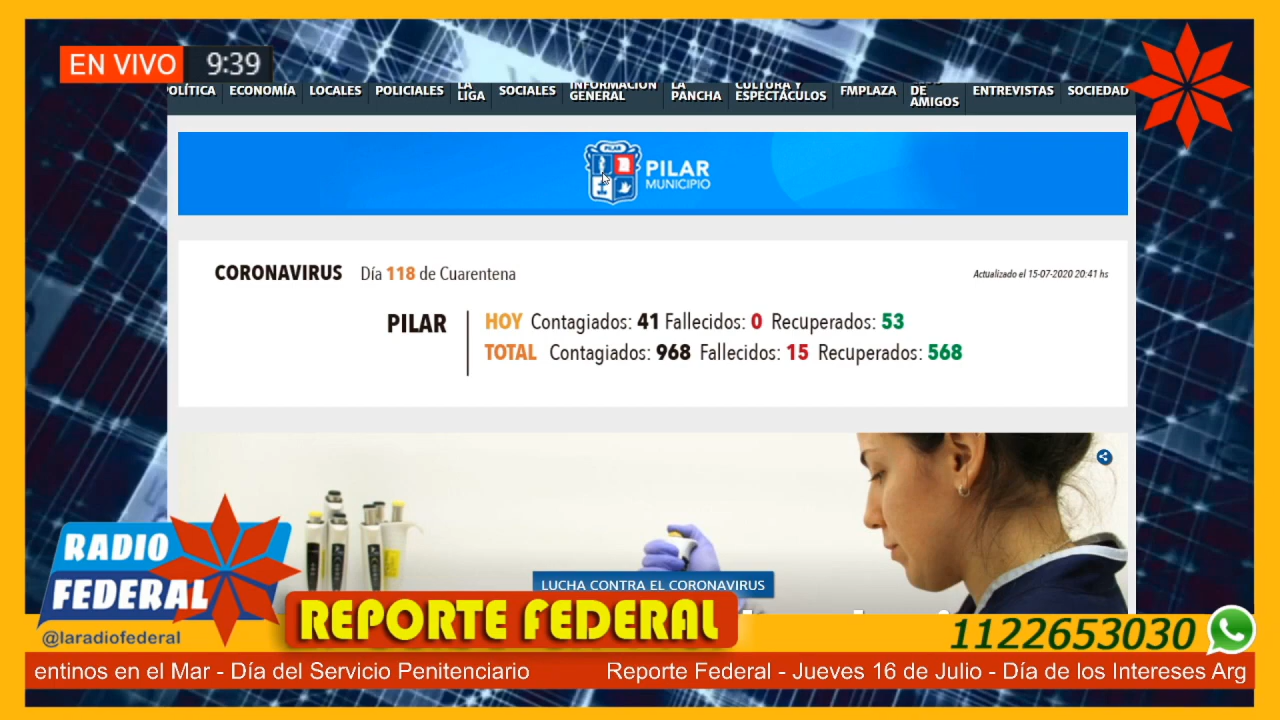 EN VIVO 9:39
POLÍTICA ECONOMÍA LOCALES POLICIALES LA LIGA SOCIALES INFORMACIÓN GENERAL LA PANCHA CULTURA Y ESPECTÁCULOS FMPLAZA DE AMIGOS ENTREVISTAS SOCIEDAD
PILAR
PILAR
MUNICIPIO
CORONAVIRUS Día 118 de Cuarentena
Actualizado el 15-07-2020 20:41 hs
PILAR
HOY Contagiados: 41 Fallecidos: 0 Recuperados: 53
TOTAL Contagiados: 968 Fallecidos: 15 Recuperados: 568
LUCHA CONTRA EL CORONAVIRUS
RADIO
FEDERAL
@laradiofederal
REPORTE FEDERAL
1122653030
entinos en el Mar - Día del Servicio Penitenciario Reporte Federal - Jueves 16 de Julio - Día de los Intereses Arg